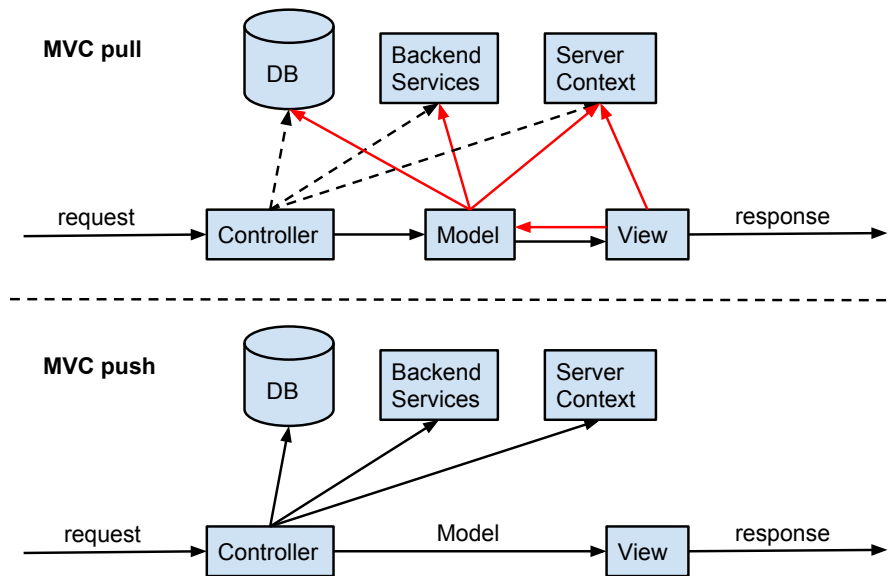 MVC pull
DB
Backend
Services
Server
Context
request
Controller
Model
View
response
MVC push
DB
Backend
Services
Server
Context
request
Controller
Model
View
response